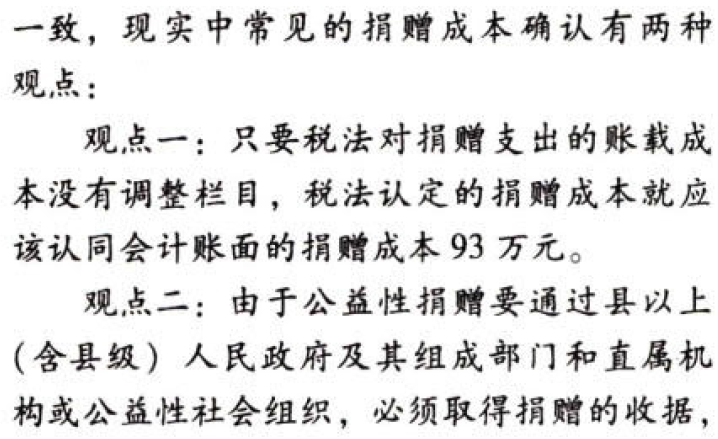 一致，现实中常见的捐赠成本确认有两种
观点：
观点一：只要税法对捐赠支出的账载成
本没有调整栏目，税法认定的捐赠成本就应
该认同会计账面的捐赠成本 93 万元。
观点二：由于公益性捐赠要通过县以上
（含县级）人民政府及其组成部门和直属机
构或公益性社会组织，必须取得捐赠的收据，